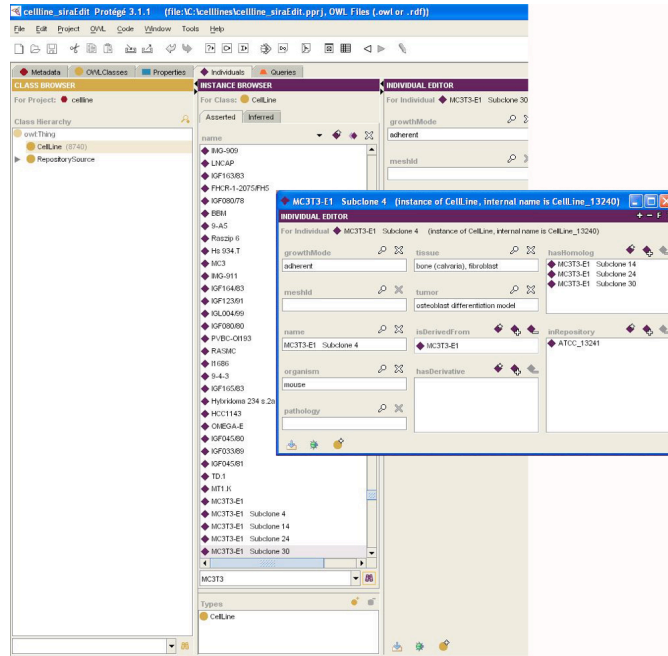 cellline_siraEdit Protégé 3.1.1 (file:\C:\celllines\cellline_siraEdit.pprj, OWL Files (.owl or .rdf))
File Edit Project OWL Code Window Tools Help
Metadata OWLClasses Properties Individuals Queries
CLASS BROWSER
For Project: cellline
Class Hierarchy
owl:Thing
CellLine (8740)
RepositorySource
INSTANCE BROWSER
For Class: CellLine
Asserted Inferred
name
IMG-909
LNCAP
IGF163/83
FHCR-1-2075/FH5
IGF080/78
BBM
9-A5
Raszip 6
Hs 934.T
MC3
IMG-911
IGF164/83
IGF123/91
IGL004/99
IGF080/80
PVBC-OI193
RASMC
I1686
9-4-3
IGF165/83
Hybridoma 234 s.2a
HCC1143
OMEGA-E
IGF045/80
IGF033/89
IGF045/81
TD.1
MT1.K
MC3T3-E1
MC3T3-E1 Subclone 4
MC3T3-E1 Subclone 14
MC3T3-E1 Subclone 24
MC3T3-E1 Subclone 30
MC3T3
Types
CellLine
INDIVIDUAL EDITOR
For Individual MC3T3-E1 Subclone 30
growthMode
adherent
meshId
MC3T3-E1 Subclone 4 (instance of CellLine, internal name is CellLine_13240)
INDIVIDUAL EDITOR + - F
For Individual MC3T3-E1 Subclone 4 (instance of CellLine, internal name is CellLine_13240)
growthMode
adherent
meshId
name
MC3T3-E1 Subclone 4
organism
mouse
pathology
tissue
bone (calvaria), fibroblast
tumor
osteoblast differentiation model
isDerivedFrom
MC3T3-E1
hasDerivative
hasHomolog
MC3T3-E1 Subclone 14
MC3T3-E1 Subclone 24
MC3T3-E1 Subclone 30
inRepository
ATCC_13241